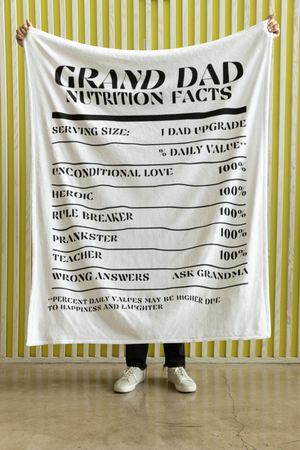 GRAND DAD
NUTRITION FACTS
SERVING SIZE: 1 DAD UPGRADE
% DAILY VALUE**
UNCONDITIONAL LOVE 100%
HEROIC 100%
RULE BREAKER 100%
PRANKSTER 100%
TEACHER 100%
WRONG ANSWERS ASK GRANDMA
**PERCENT DAILY VALUES MAY BE HIGHER DUE
TO HAPPINESS AND LAUGHTER